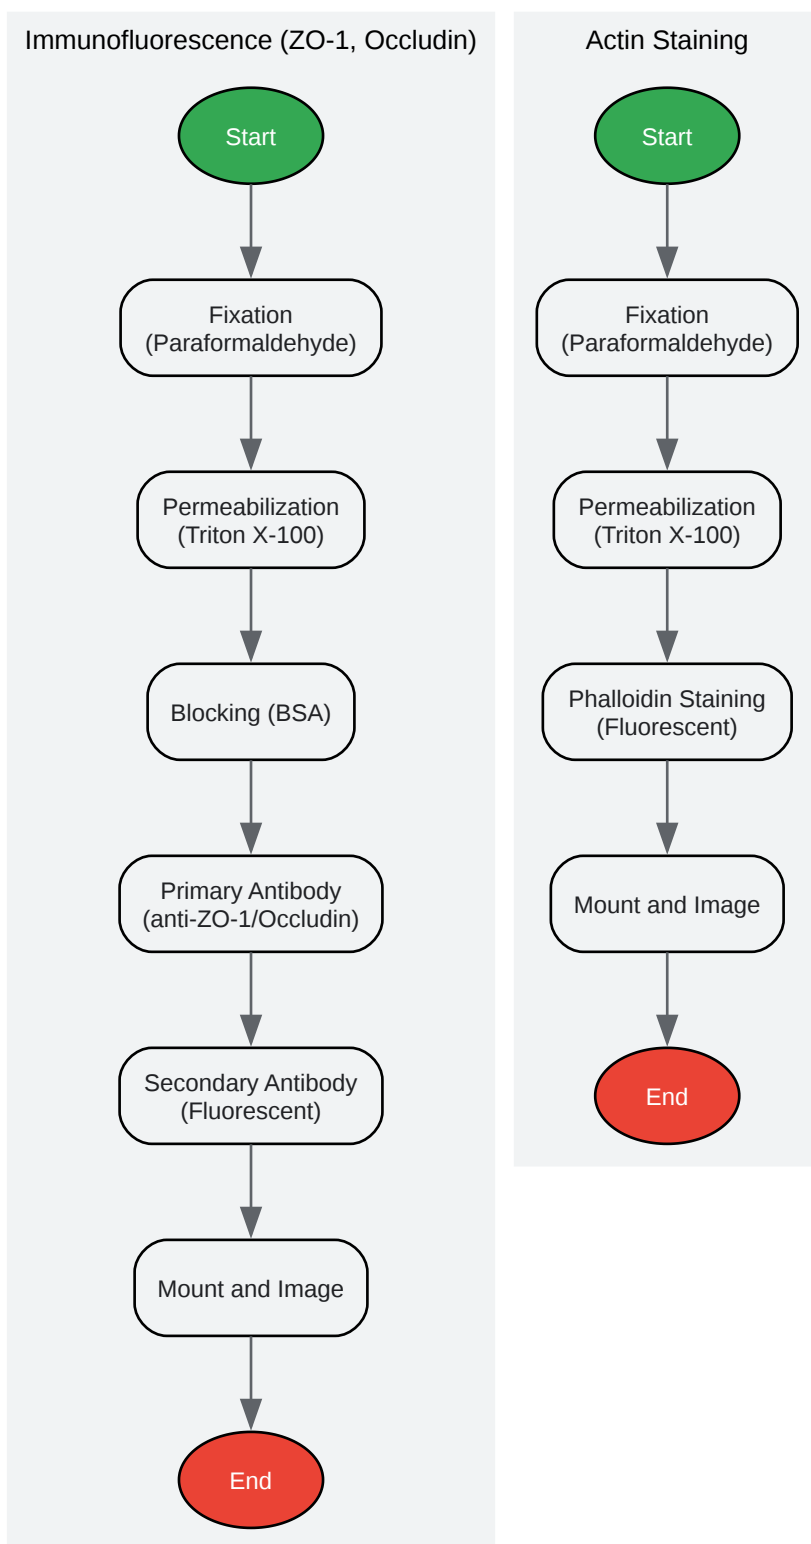 Immunofluorescence (ZO-1, Occludin)
Start
Fixation
(Paraformaldehyde)
Permeabilization
(Triton X-100)
Blocking (BSA)
Primary Antibody
(anti-ZO-1/Occludin)
Secondary Antibody
(Fluorescent)
Mount and Image
End
Actin Staining
Start
Fixation
(Paraformaldehyde)
Permeabilization
(Triton X-100)
Phalloidin Staining
(Fluorescent)
Mount and Image
End